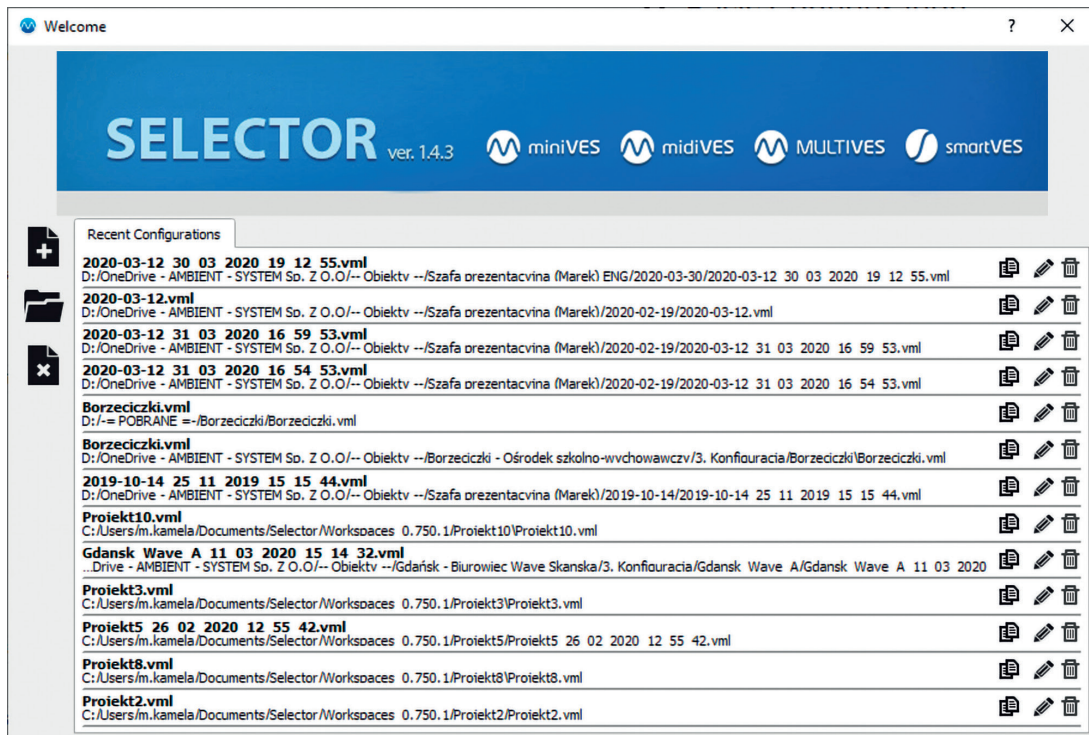 Welcome
SELECTOR ver. 1.4.3 miniVES midiVES MULTIVES smartVES
Recent Configurations
2020-03-12 30 03 2020 19 12 55.vml
D:/OneDrive - AMBIENT - SYSTEM Sp. Z O.O/-- Obiekty --/Szafa prezentacyjna (Marek) ENG/2020-03-30/2020-03-12 30 03 2020 19 12 55.vml
2020-03-12.vml
D:/OneDrive - AMBIENT - SYSTEM Sp. Z O.O/-- Obiekty --/Szafa prezentacyjna (Marek)/2020-02-19/2020-03-12.vml
2020-03-12 31 03 2020 16 59 53.vml
D:/OneDrive - AMBIENT - SYSTEM Sp. Z O.O/-- Obiekty --/Szafa prezentacyjna (Marek)/2020-02-19/2020-03-12 31 03 2020 16 59 53.vml
2020-03-12 31 03 2020 16 54 53.vml
D:/OneDrive - AMBIENT - SYSTEM Sp. Z O.O/-- Obiekty --/Szafa prezentacyjna (Marek)/2020-02-19/2020-03-12 31 03 2020 16 54 53.vml
Borzeciczki.vml
D:/-= POBRANE =-/Borzeciczki/Borzeciczki.vml
Borzeciczki.vml
D:/OneDrive - AMBIENT - SYSTEM Sp. Z O.O/-- Obiekty --/Borzeciczki - Ośrodek szkolno-wychowawczy/3. Konfiguracja/Borzeciczki\Borzeciczki.vml
2019-10-14 25 11 2019 15 15 44.vml
D:/OneDrive - AMBIENT - SYSTEM Sp. Z O.O/-- Obiekty --/Szafa prezentacyjna (Marek)/2019-10-14/2019-10-14 25 11 2019 15 15 44.vml
Projekt10.vml
C:/Users/m.kamela/Documents/Selector/Workspaces 0.750.1/Projekt10\Projekt10.vml
Gdansk Wave A 11 03 2020 15 14 32.vml
...Drive - AMBIENT - SYSTEM Sp. Z O.O/-- Obiekty --/Gdańsk - Biurowiec Wave Skanska/3. Konfiguracja/Gdansk Wave A/Gdansk Wave A 11 03 2020
Projekt3.vml
C:/Users/m.kamela/Documents/Selector/Workspaces 0.750.1/Projekt3\Projekt3.vml
Projekt5 26 02 2020 12 55 42.vml
C:/Users/m.kamela/Documents/Selector/Workspaces 0.750.1/Projekt5/Projekt5 26 02 2020 12 55 42.vml
Projekt8.vml
C:/Users/m.kamela/Documents/Selector/Workspaces 0.750.1/Projekt8\Projekt8.vml
Projekt2.vml
C:/Users/m.kamela/Documents/Selector/Workspaces 0.750.1/Projekt2/Projekt2.vml